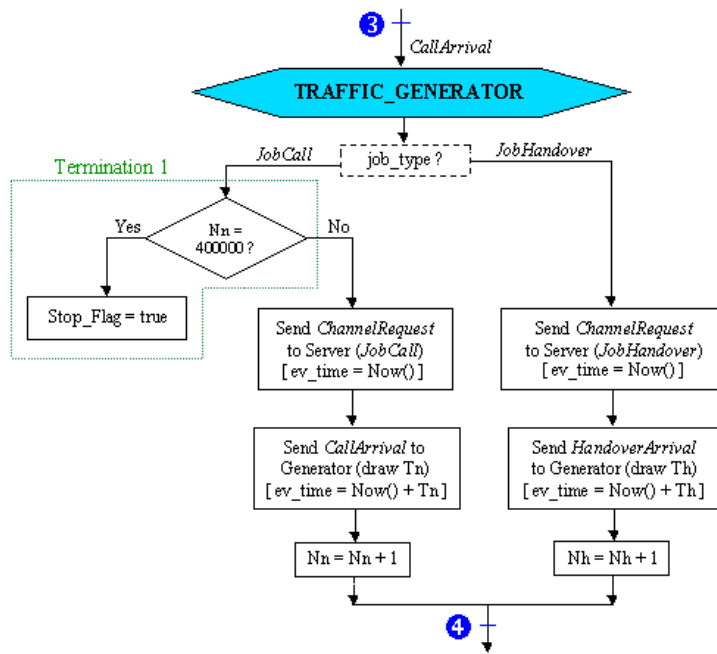 3
CallArrival
TRAFFIC_GENERATOR
job_type ?
JobCall
JobHandover
Termination 1
Nn =
400000 ?
Yes
No
Stop_Flag = true
Send ChannelRequest
to Server (JobCall)
[ ev_time = Now() ]
Send ChannelRequest
to Server (JobHandover)
[ ev_time = Now() ]
Send CallArrival to
Generator (draw Tn)
[ ev_time = Now() + Tn ]
Send HandoverArrival
to Generator (draw Th)
[ ev_time = Now() + Th ]
Nn = Nn + 1
Nh = Nh + 1
4